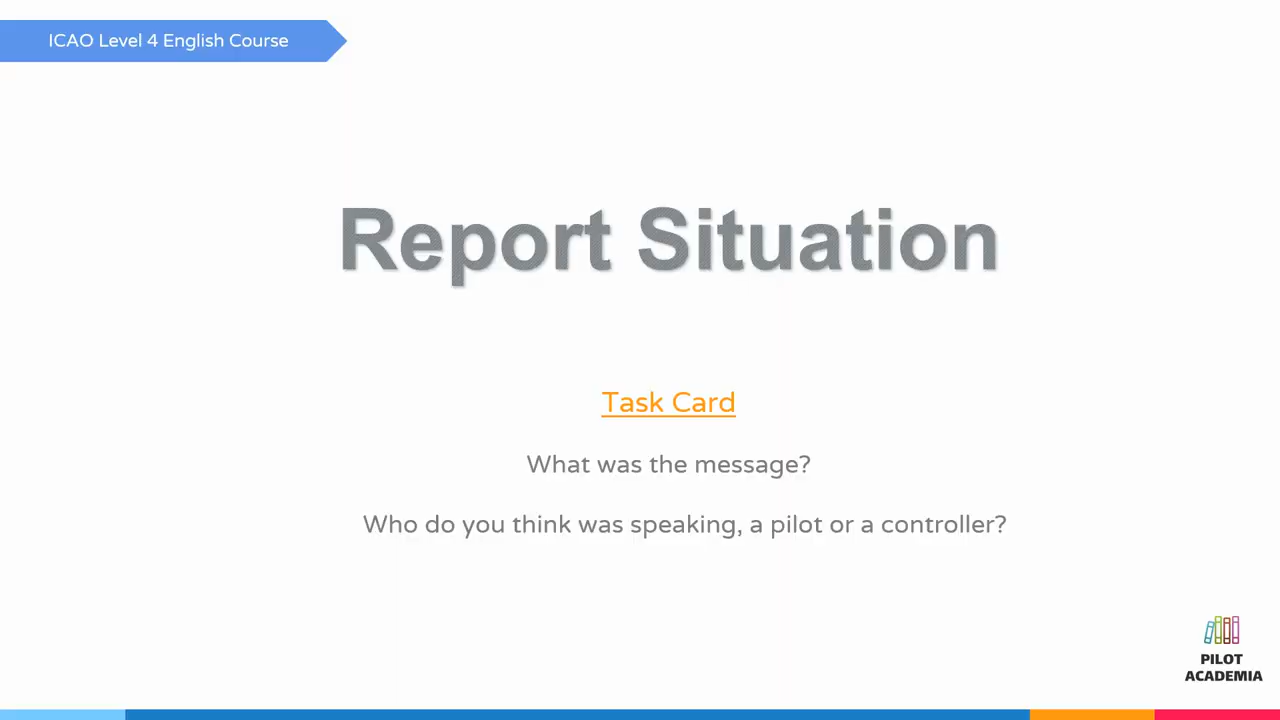 ICAO Level 4 English Course
Report Situation
Task Card
What was the message?
Who do you think was speaking, a pilot or a controller?
PILOT
ACADEMIA